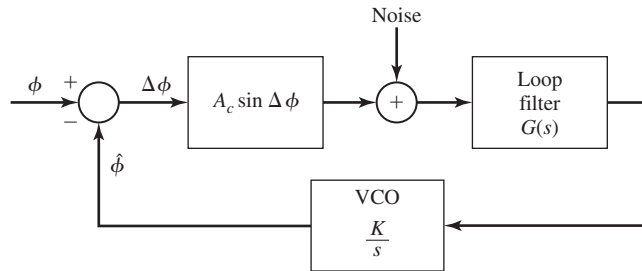 Noise
ϕ
+
−
Δϕ
A_c sin Δϕ
+
Loop
filter
G(s)
ϕ̂
VCO
K
s